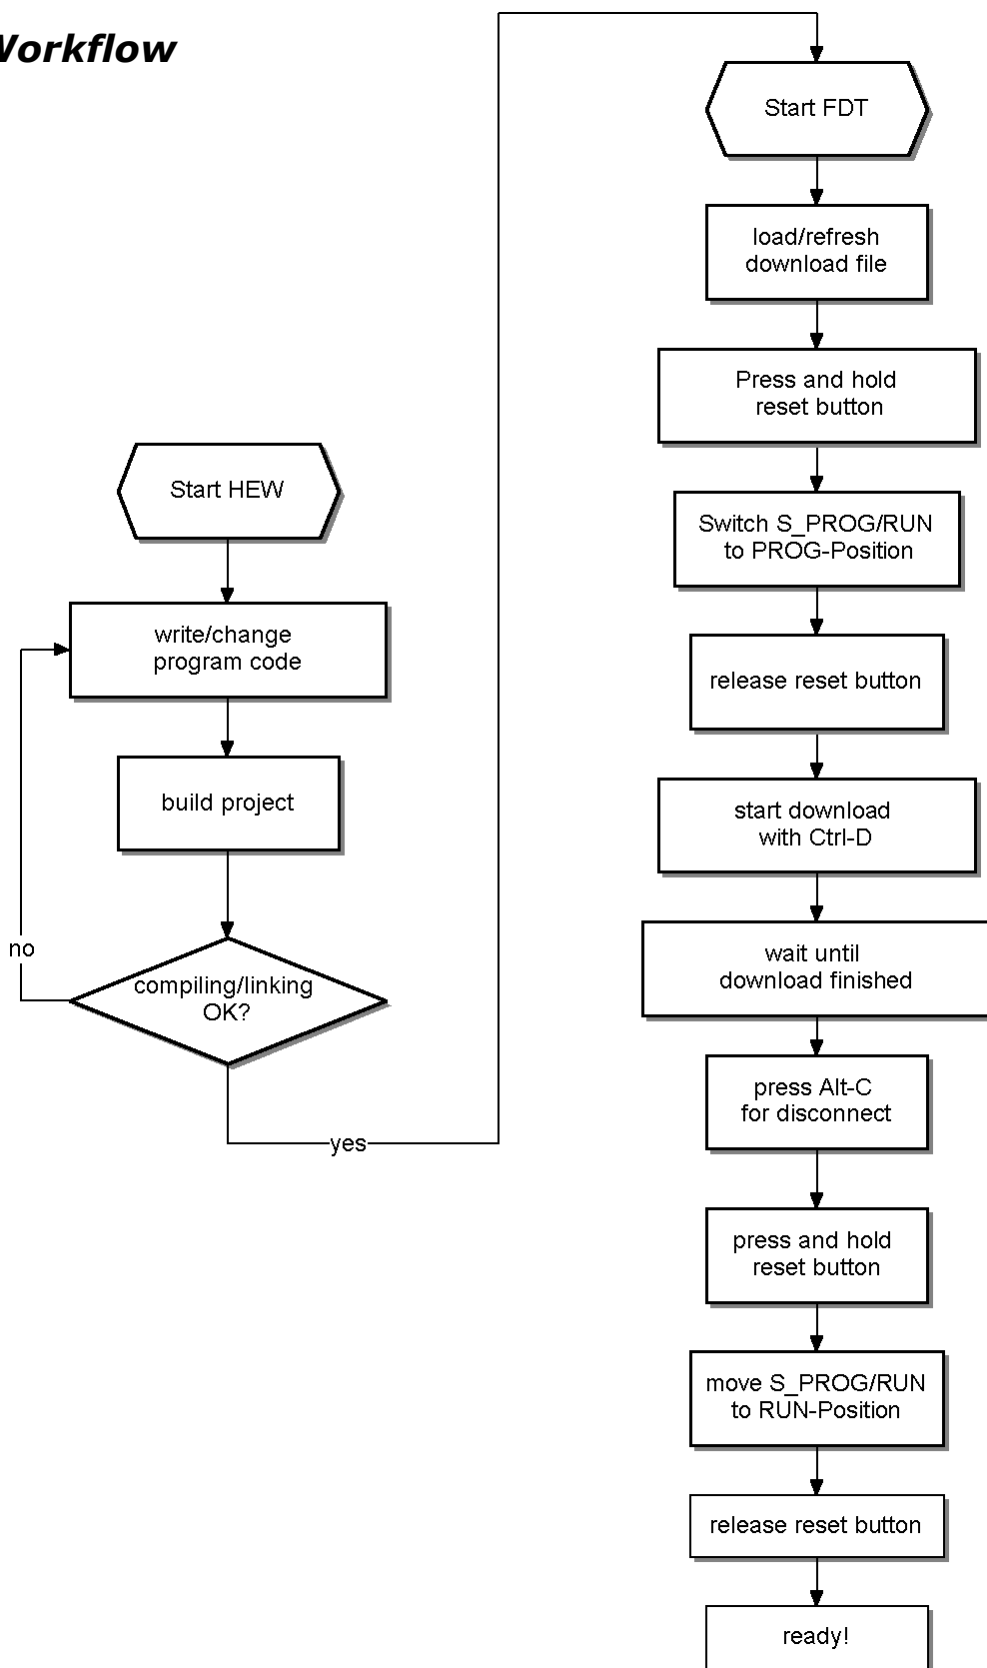 Workflow
Start HEW
write/change
program code
build project
compiling/linking
OK?
no
yes
Start FDT
load/refresh
download file
Press and hold
reset button
Switch S_PROG/RUN
to PROG-Position
release reset button
start download
with Ctrl-D
wait until
download finished
press Alt-C
for disconnect
press and hold
reset button
move S_PROG/RUN
to RUN-Position
release reset button
ready!